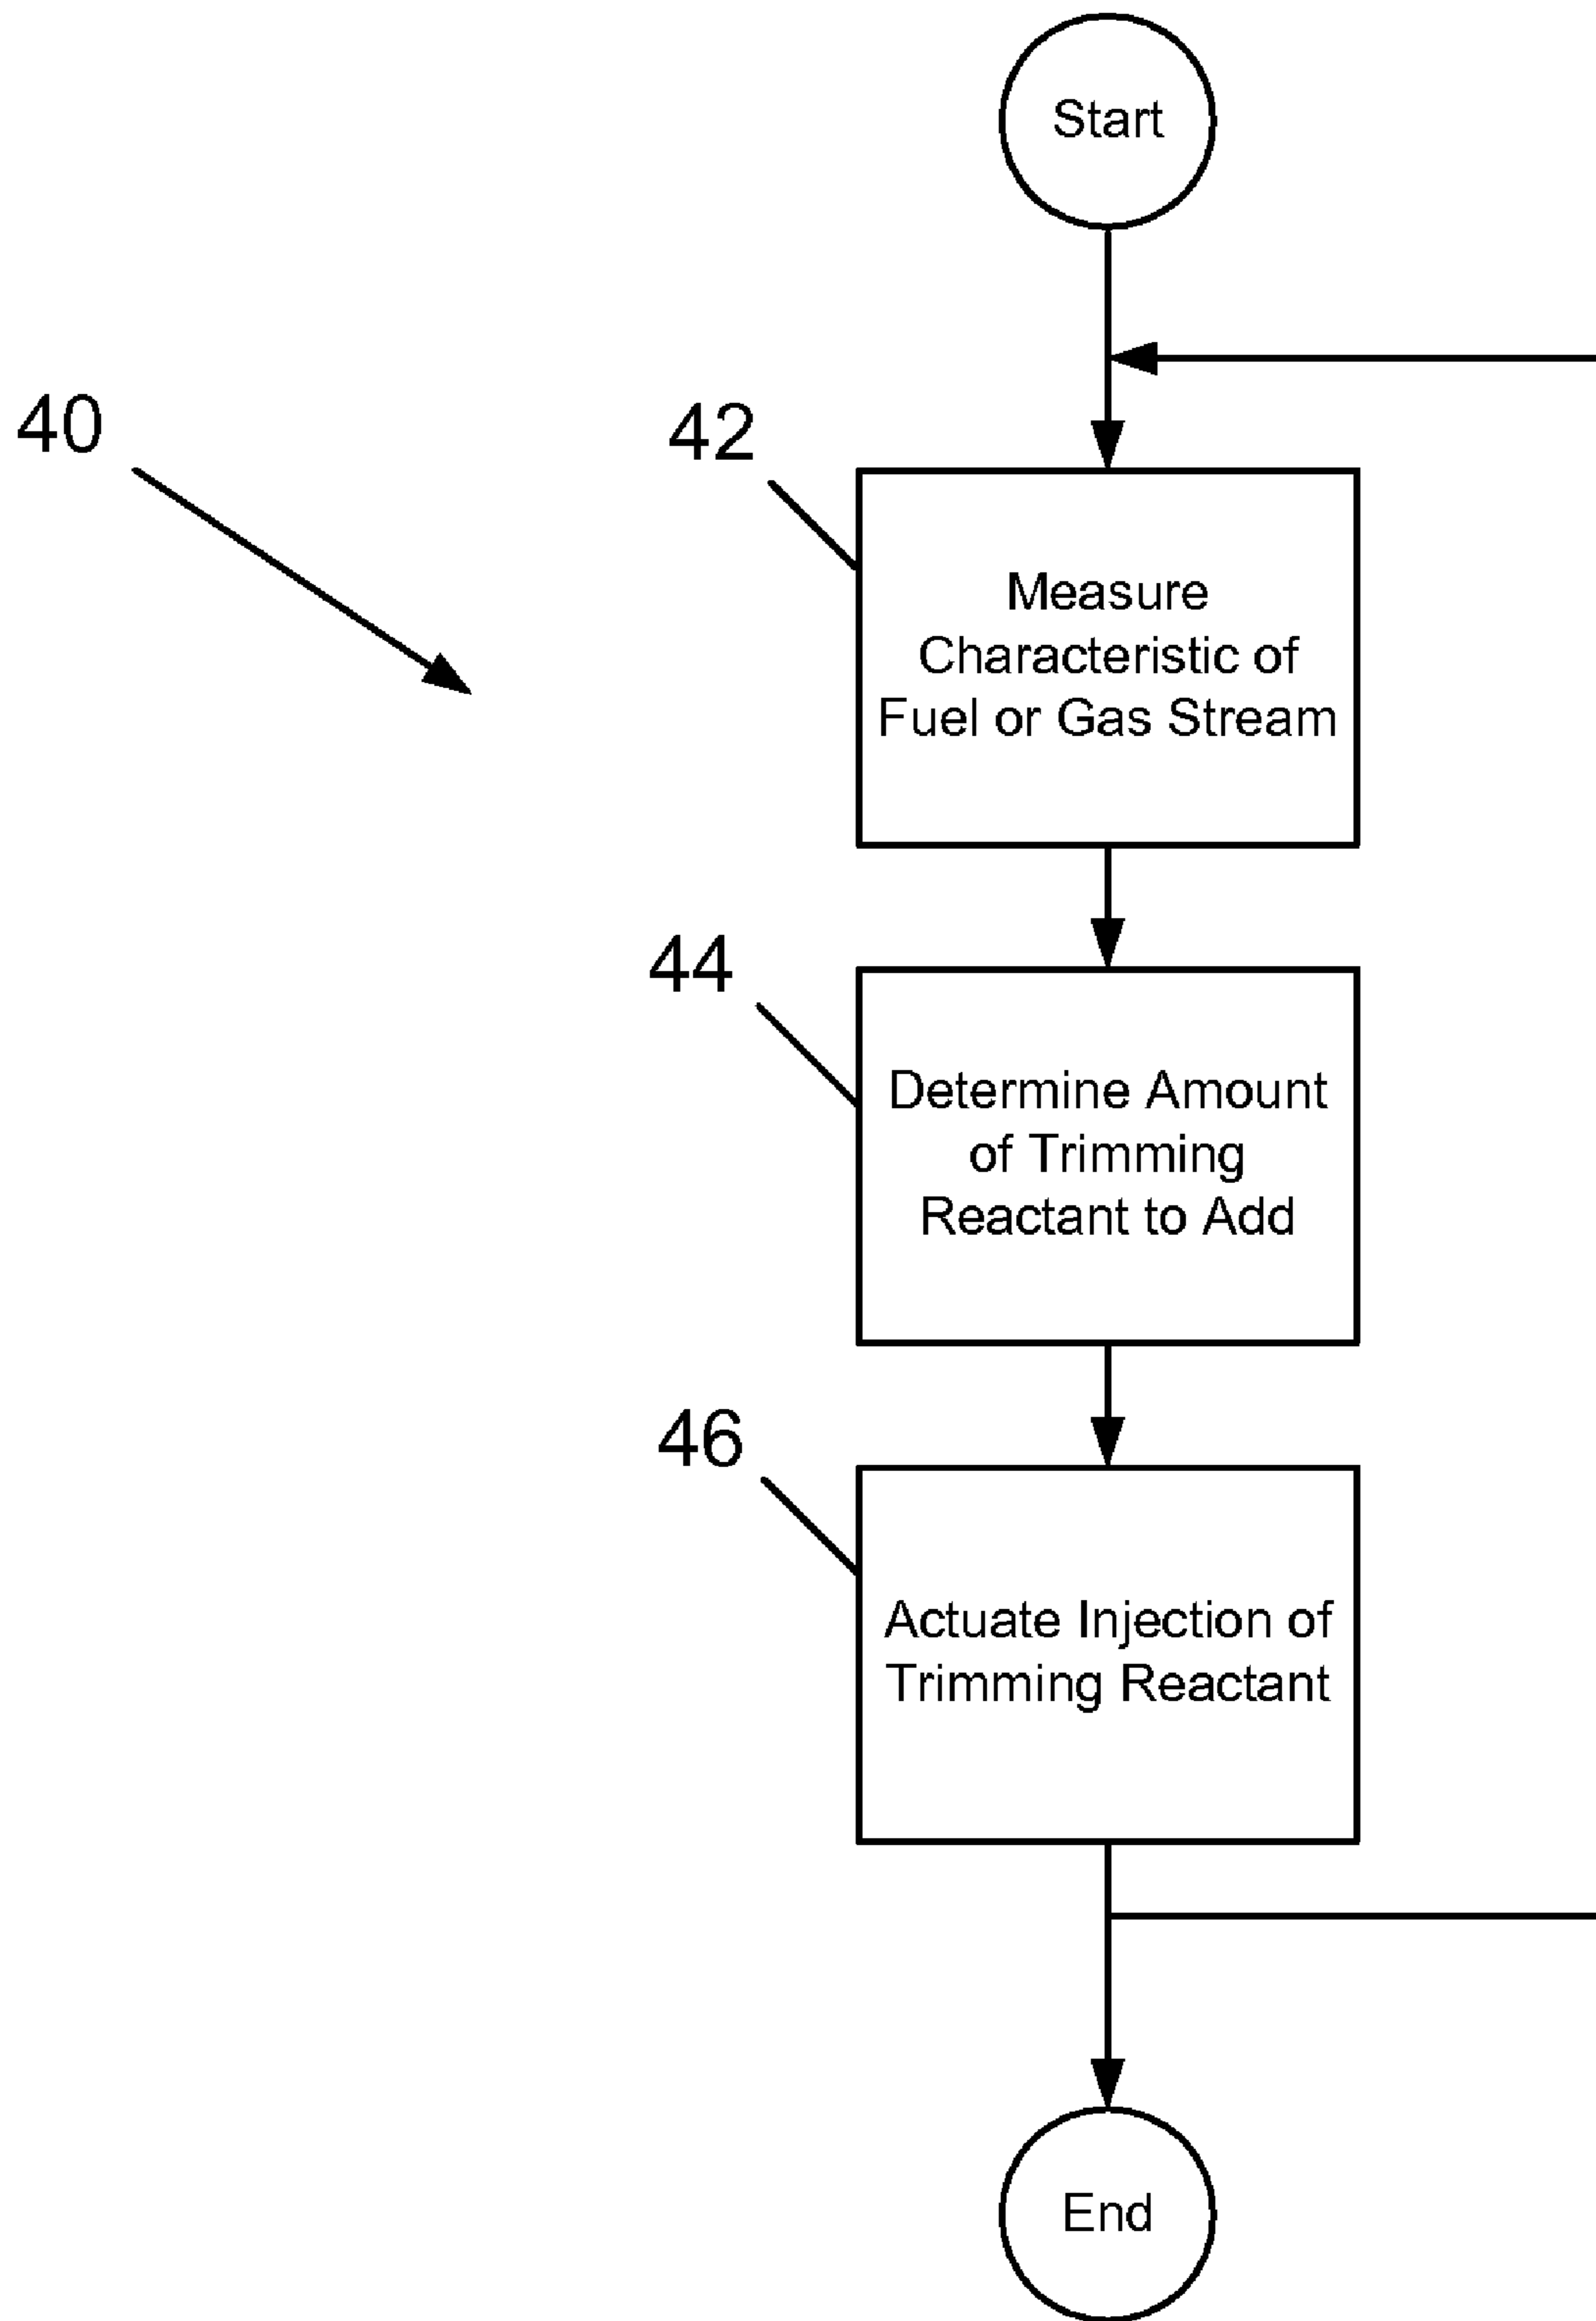 Start
40
42
Measure
Characteristic of
Fuel or Gas Stream
44
Determine Amount
of Trimming
Reactant to Add
46
Actuate Injection of
Trimming Reactant
End